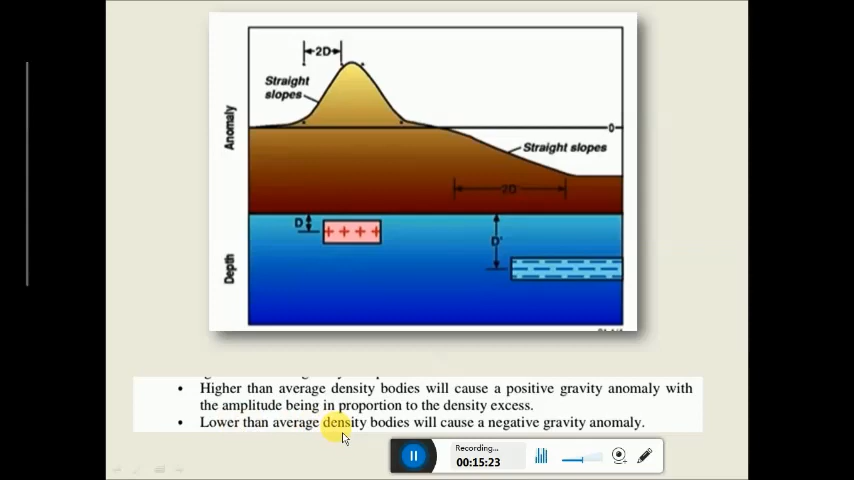 2D
Straight
slopes
Anomaly
0
Straight slopes
2D
D
+ + + +
D'
Depth
• Higher than average density bodies will cause a positive gravity anomaly with
the amplitude being in proportion to the density excess.
• Lower than average density bodies will cause a negative gravity anomaly.
Recording...
00:15:23